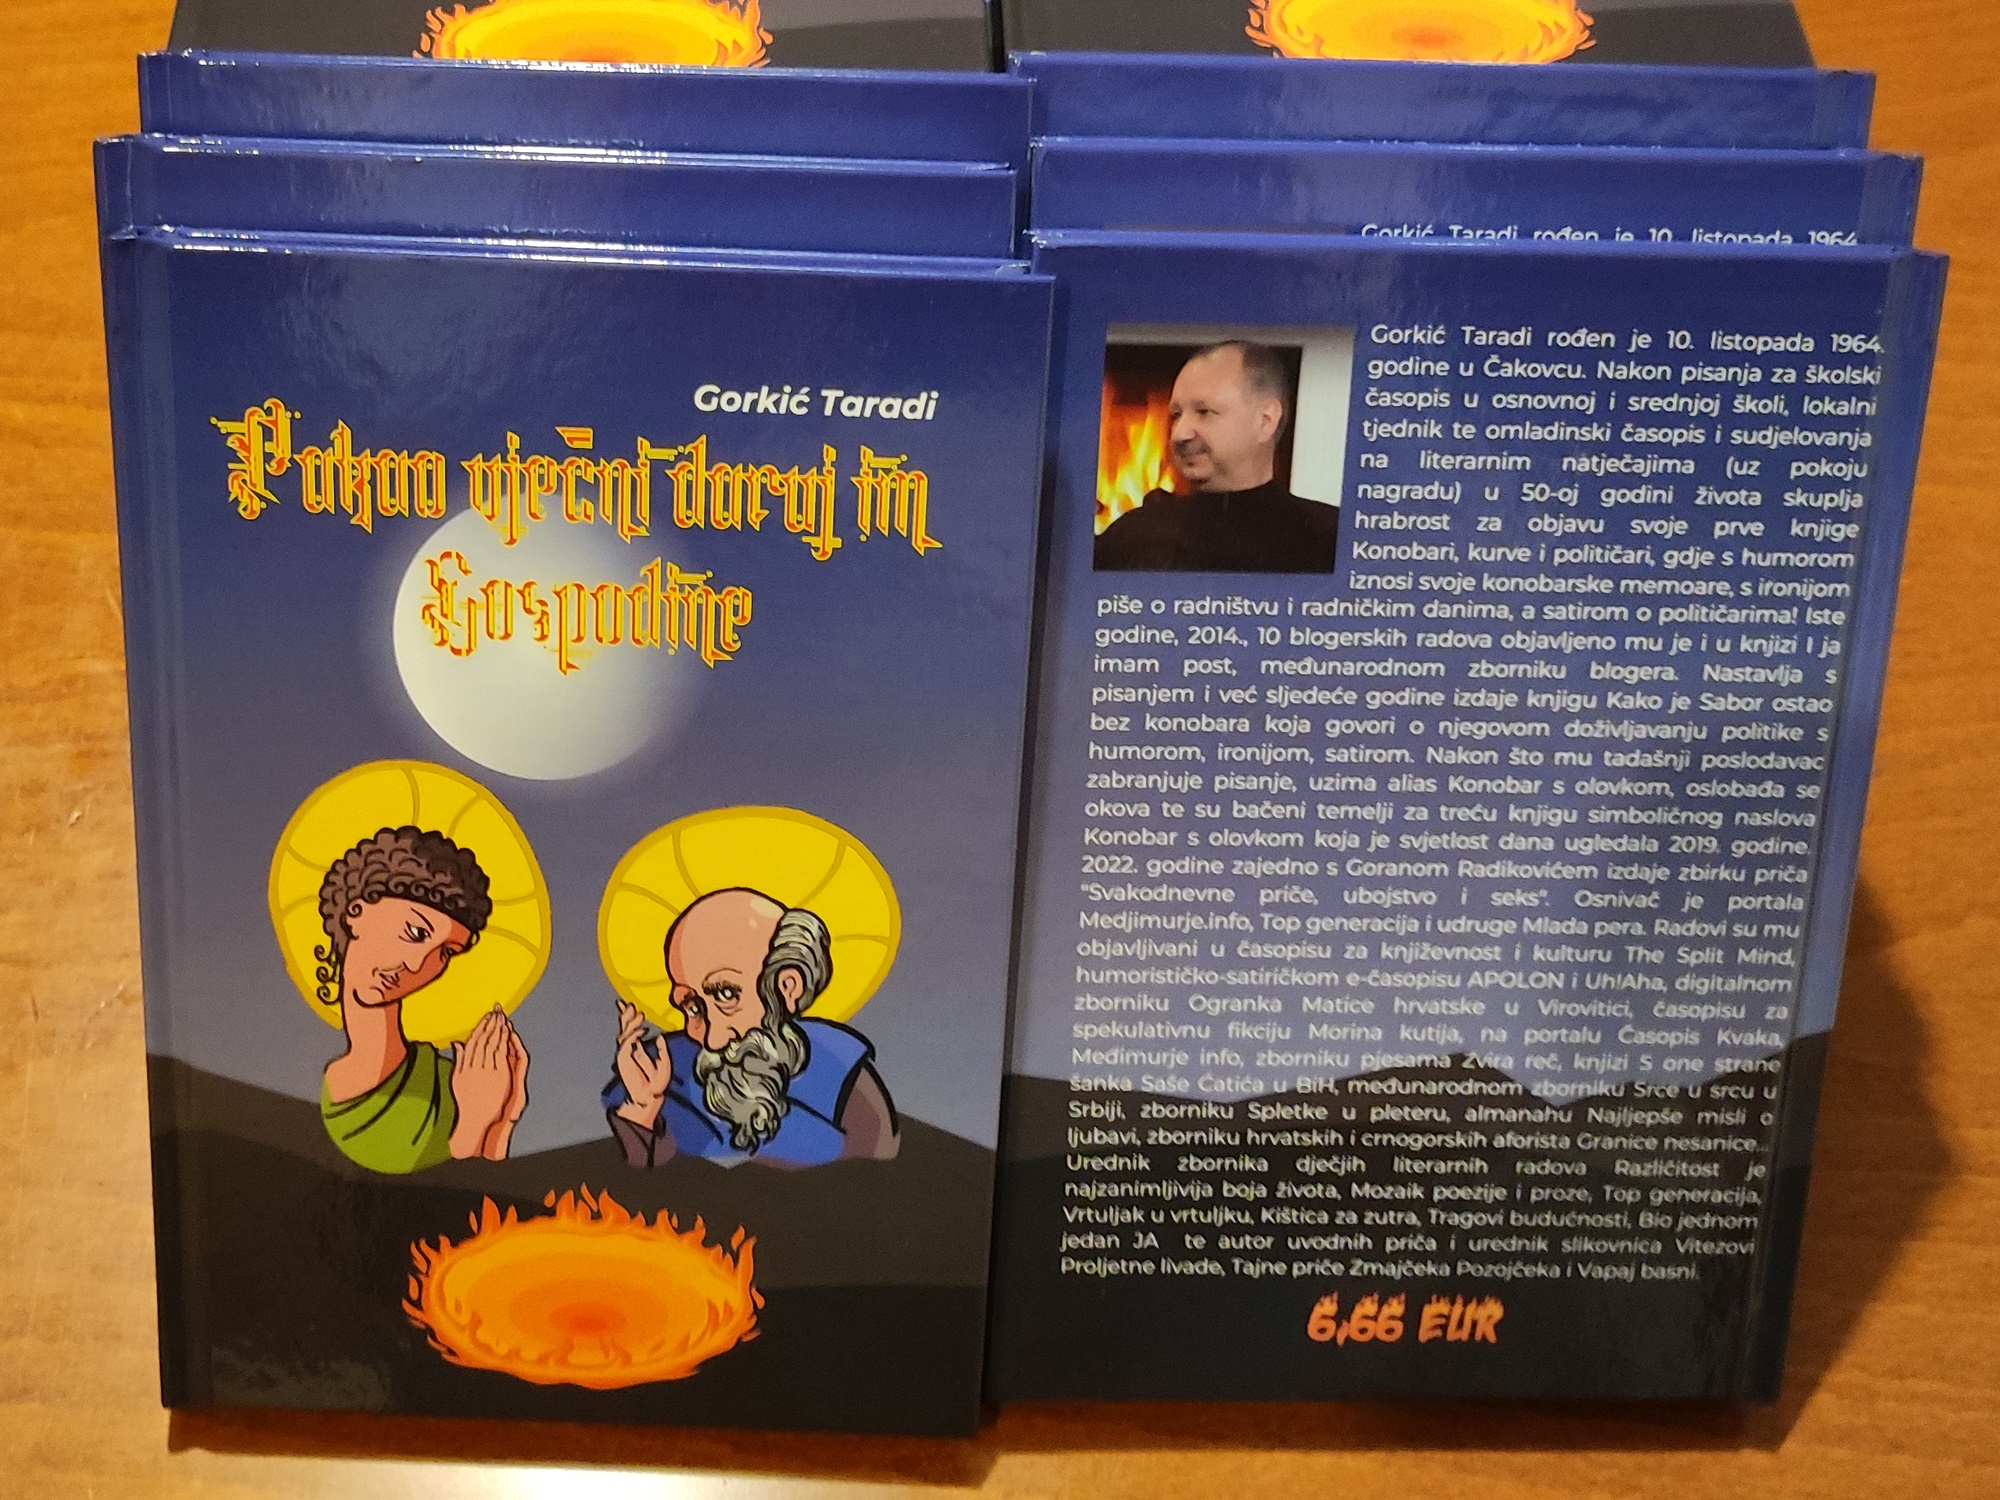 Gorkić Taradi
Pakao vječni daruj im
Gospodine
Gorkić Taradi rođen je 10. listopada 1964.
Gorkić Taradi rođen je 10. listopada 1964.
godine u Čakovcu. Nakon pisanja za školski
časopis u osnovnoj i srednjoj školi, lokalni
tjednik te omladinski časopis i sudjelovanja
na literarnim natječajima (uz pokoju
nagradu) u 50-oj godini života skuplja
hrabrost za objavu svoje prve knjige
Konobari, kurve i političari, gdje s humorom
iznosi svoje konobarske memoare, s ironijom
piše o radništvu i radničkim danima, a satirom o političarima! Iste
godine, 2014., 10 blogerskih radova objavljeno mu je i u knjizi I ja
imam post, međunarodnom zborniku blogera. Nastavlja s
pisanjem i već sljedeće godine izdaje knjigu Kako je Sabor ostao
bez konobara koja govori o njegovom doživljavanju politike s
humorom, ironijom, satirom. Nakon što mu tadašnji poslodavac
zabranjuje pisanje, uzima alias Konobar s olovkom, oslobađa se
okova te su bačeni temelji za treću knjigu simboličnog naslova
Konobar s olovkom koja je svjetlost dana ugledala 2019. godine.
2022. godine zajedno s Goranom Radikovićem izdaje zbirku priča
"Svakodnevne priče, ubojstvo i seks". Osnivač je portala
Medjimurje.info, Top generacija i udruge Mlada pera. Radovi su mu
objavljivani u časopisu za književnost i kulturu The Split Mind,
humorističko-satiričkom e-časopisu APOLON i Uh!Aha, digitalnom
zborniku Ogranka Matice hrvatske u Virovitici, časopisu za
spekulativnu fikciju Morina kutija, na portalu Časopis Kvaka,
Međimurje info, zborniku pjesama Zvira reč, knjizi S one strane
šanka Saše Ćatića u BiH, međunarodnom zborniku Srce u srcu u
Srbiji, zborniku Spletke u pleteru, almanahu Najljepše misli o
ljubavi, zborniku hrvatskih i crnogorskih aforista Granice nesanice...
Urednik zbornika dječjih literarnih radova Različitost je
najzanimljivija boja života, Mozaik poezije i proze, Top generacija,
Vrtuljak u vrtuljku, Kištica za zutra, Tragovi budućnosti, Bio jednom
jedan JA te autor uvodnih priča i urednik slikovnica Vitezovi
Proljetne livade, Tajne priče Zmajčeka Pozojčeka i Vapaj basni.
6,66 EUR